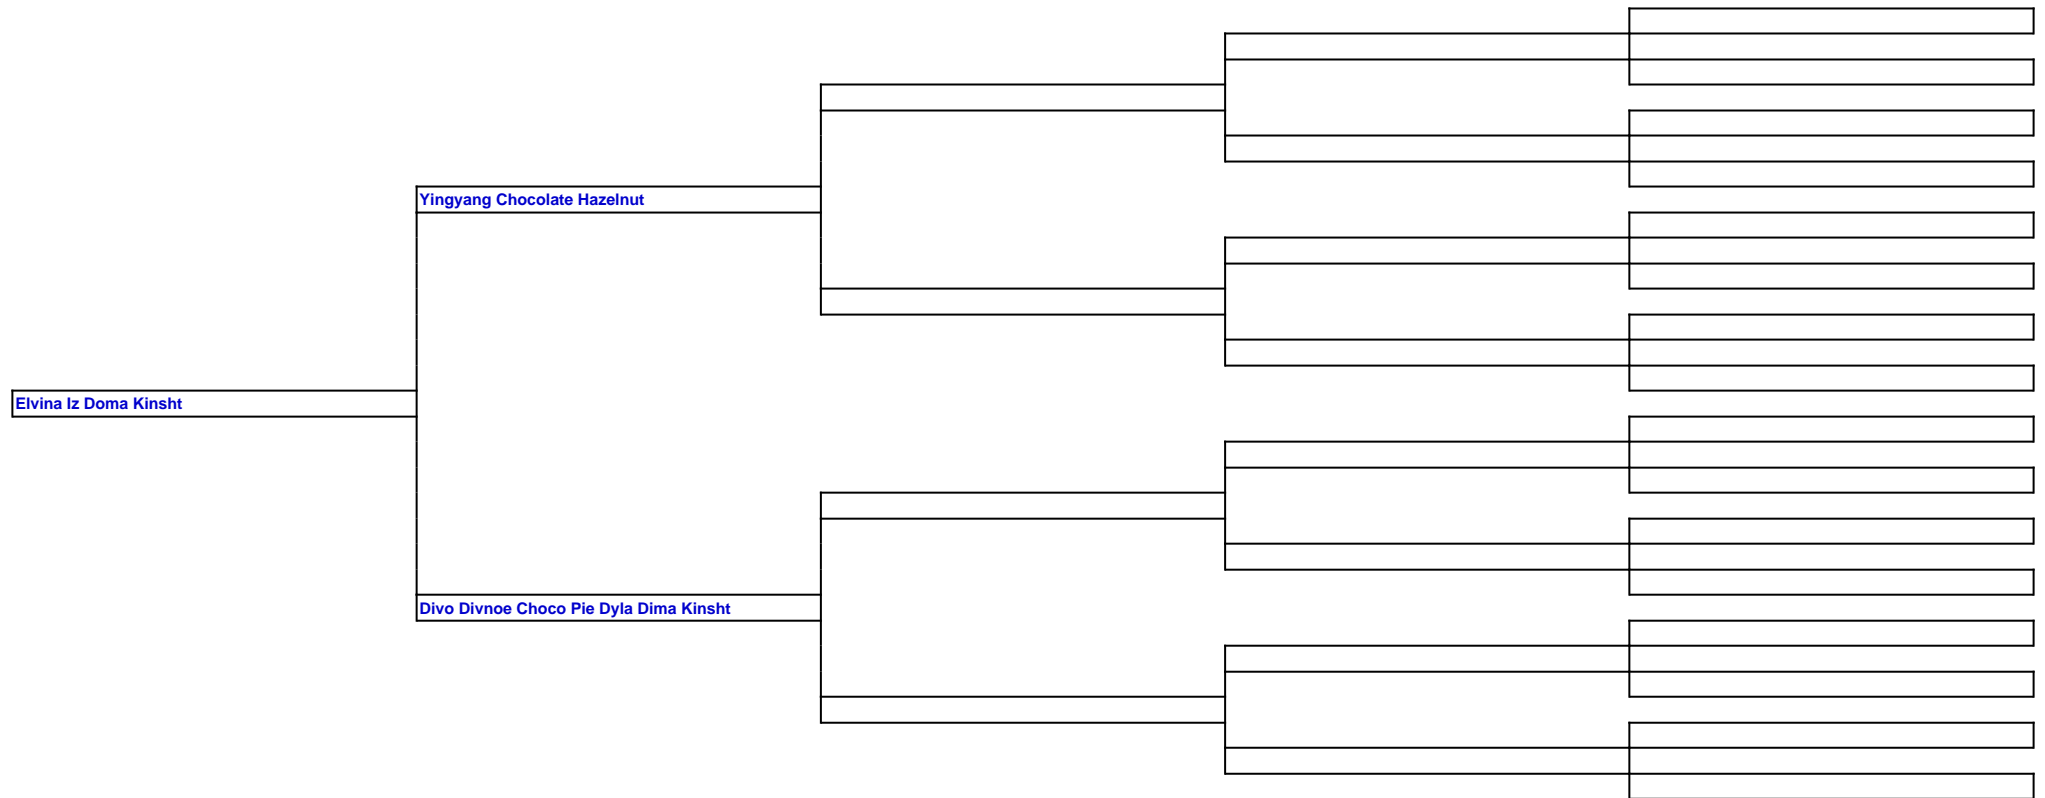 Yingyang Chocolate Hazelnut
Elvina Iz Doma Kinsht
Divo Divnoe Choco Pie Dyla Dima Kinsht